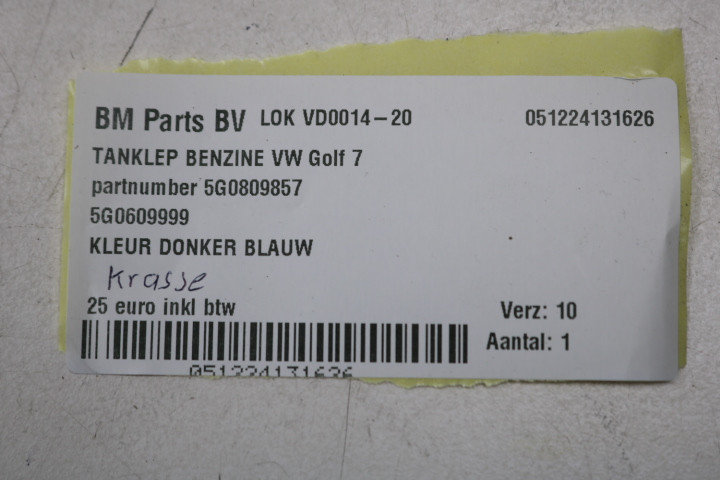 BM Parts BV LOK VD0014-20 051224131626
TANKLEP BENZINE VW Golf 7
partnumber 5G0809857
5G0609999
KLEUR DONKER BLAUW
Krasse
25 euro inkl btw Verz: 10
Aantal: 1
051224131626